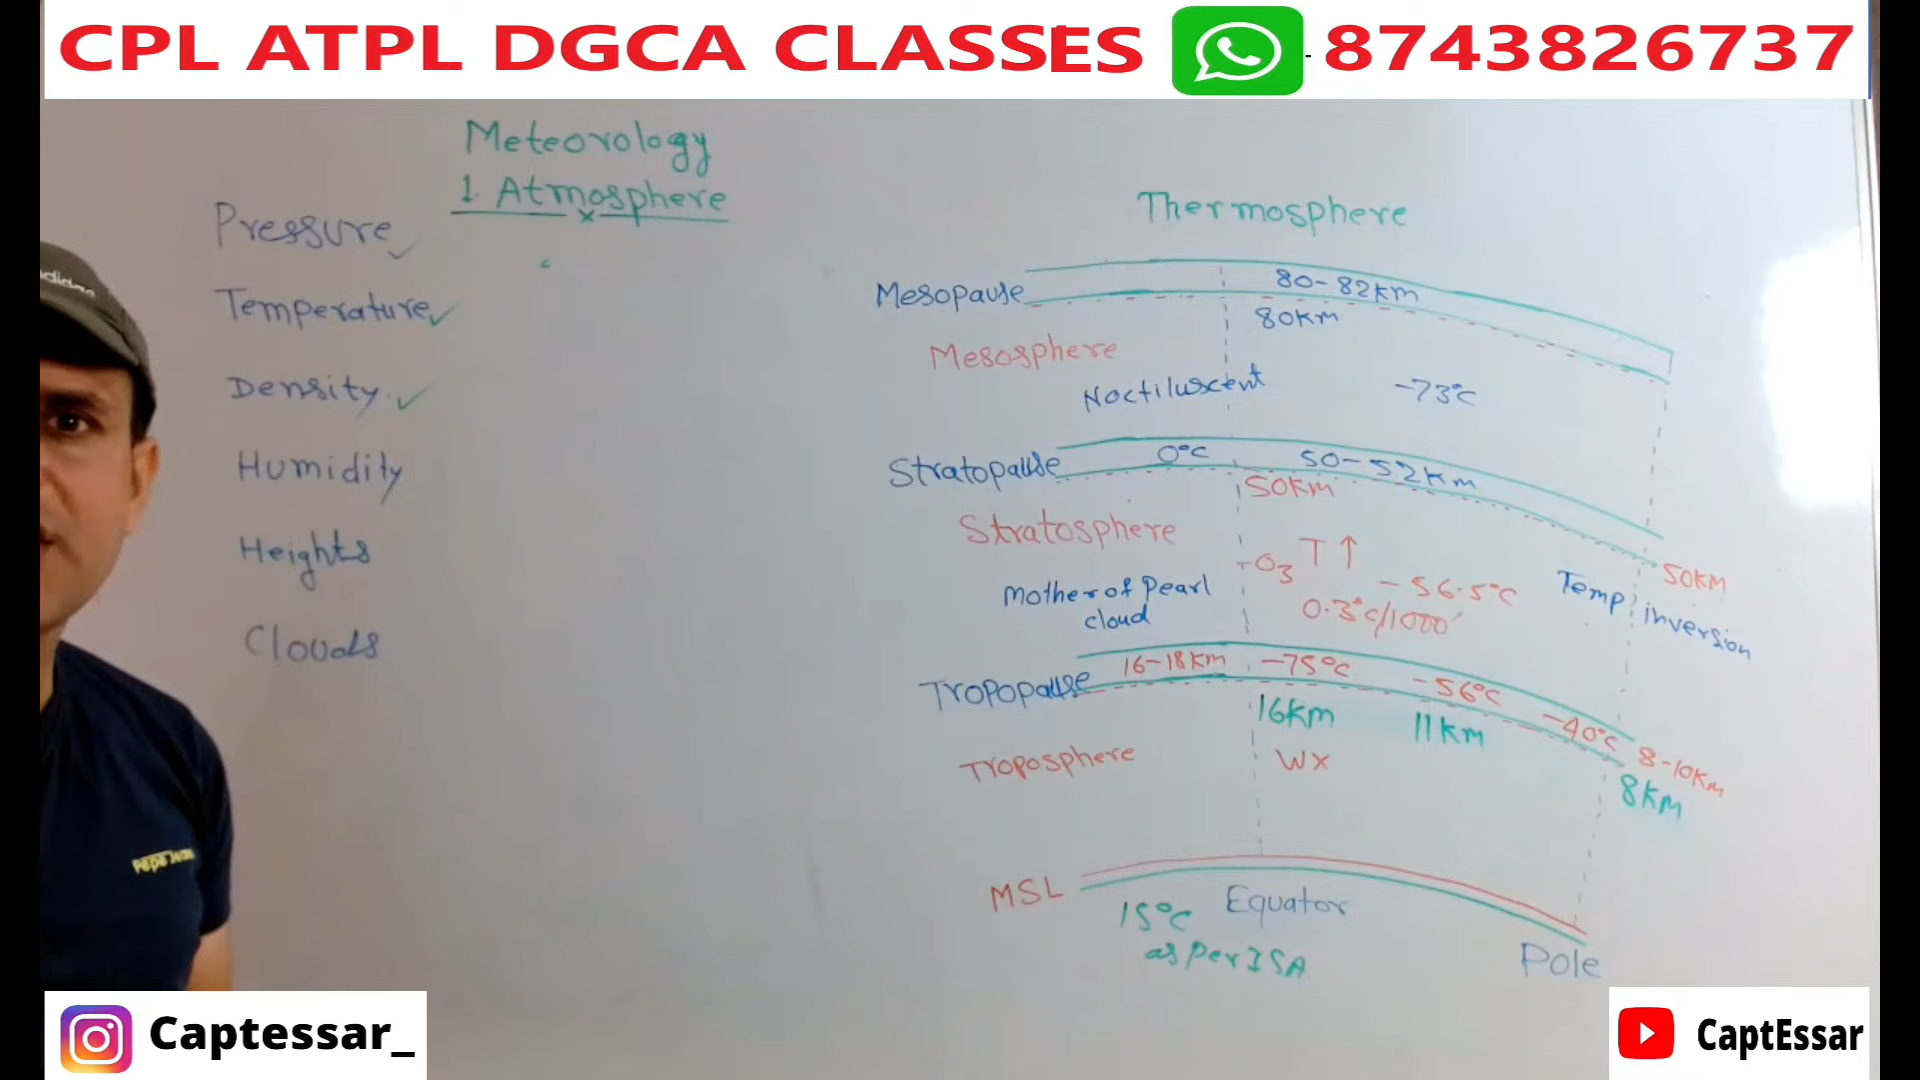 CPL ATPL DGCA CLASSES - 8743826737
Meteorology
1. Atmosphere
Pressure
Temperature
Density
Humidity
Heights
Clouds
Thermosphere
Mesopause
80-82km
80km
Mesosphere
Noctiluscent
-73°C
Stratopause
0°C
50-52km
50km
Stratosphere
O3 T↑
-56.5°C
0.3°C/1000'
Mother of Pearl
cloud
50KM
Temp inversion
Tropopause
16-18km
-75°C
-56°C
-40°C
8-10km
16km
11km
8km
Troposphere
WX
MSL
15°C
as per ISA
Equator
Pole
Captessar_
CaptEssar